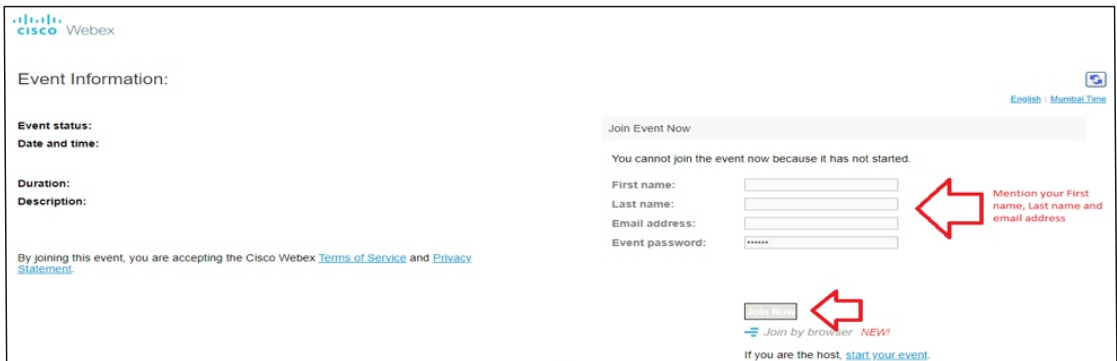 cisco Webex
Event Information:
English : Mumbai Time
Event status:
Date and time:
Duration:
Description:
By joining this event, you are accepting the Cisco Webex Terms of Service and Privacy
Statement.
Join Event Now
You cannot join the event now because it has not started.
First name:
Last name:
Email address:
Event password:
Mention your First
name, Last name and
email address
Join Now
Join by browser NEW!
If you are the host, start your event.